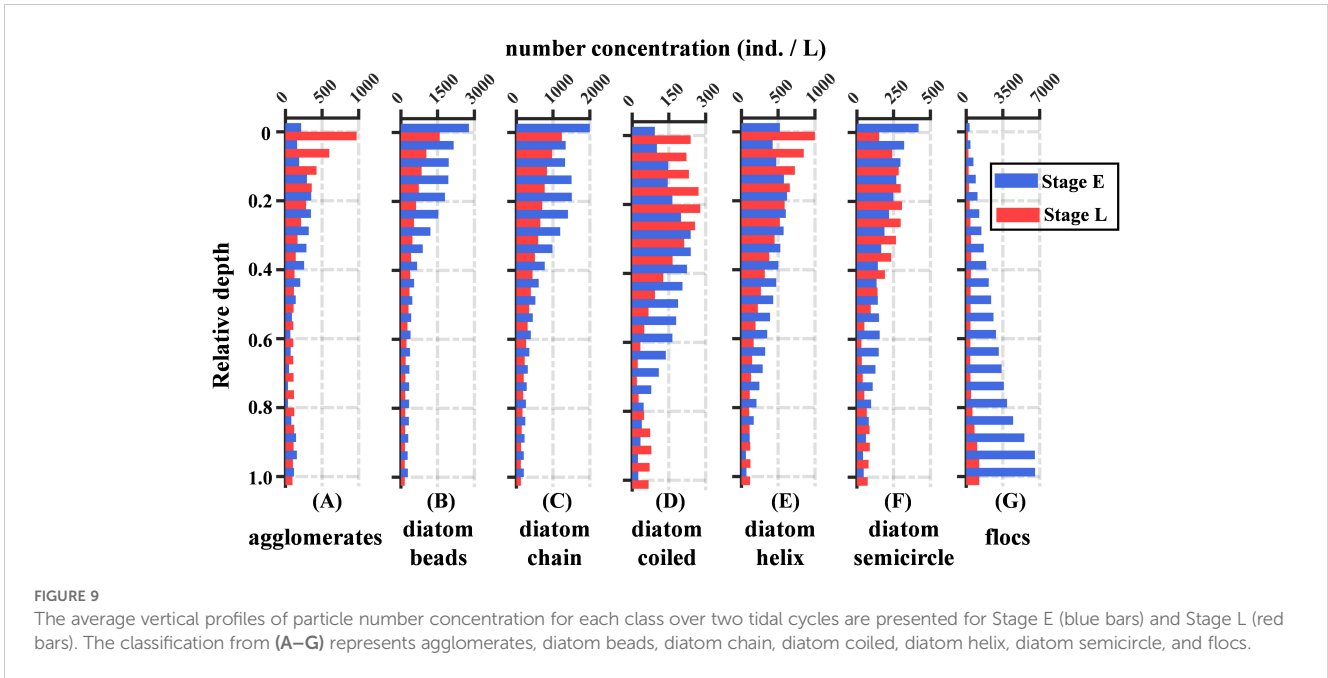 number concentration (ind. / L)
0 500 1000 0 1500 3000 0 1000 2000 0 150 300 0 500 1000 0 250 500 0 3500 7000
0
0.2
0.4
0.6
0.8
1.0
Relative depth
Stage E
Stage L
(A) (B) (C) (D) (E) (F) (G)
agglomerates diatom diatom diatom diatom diatom flocs
beads chain coiled helix semicircle
FIGURE 9
The average vertical profiles of particle number concentration for each class over two tidal cycles are presented for Stage E (blue bars) and Stage L (red
bars). The classification from (A–G) represents agglomerates, diatom beads, diatom chain, diatom coiled, diatom helix, diatom semicircle, and flocs.